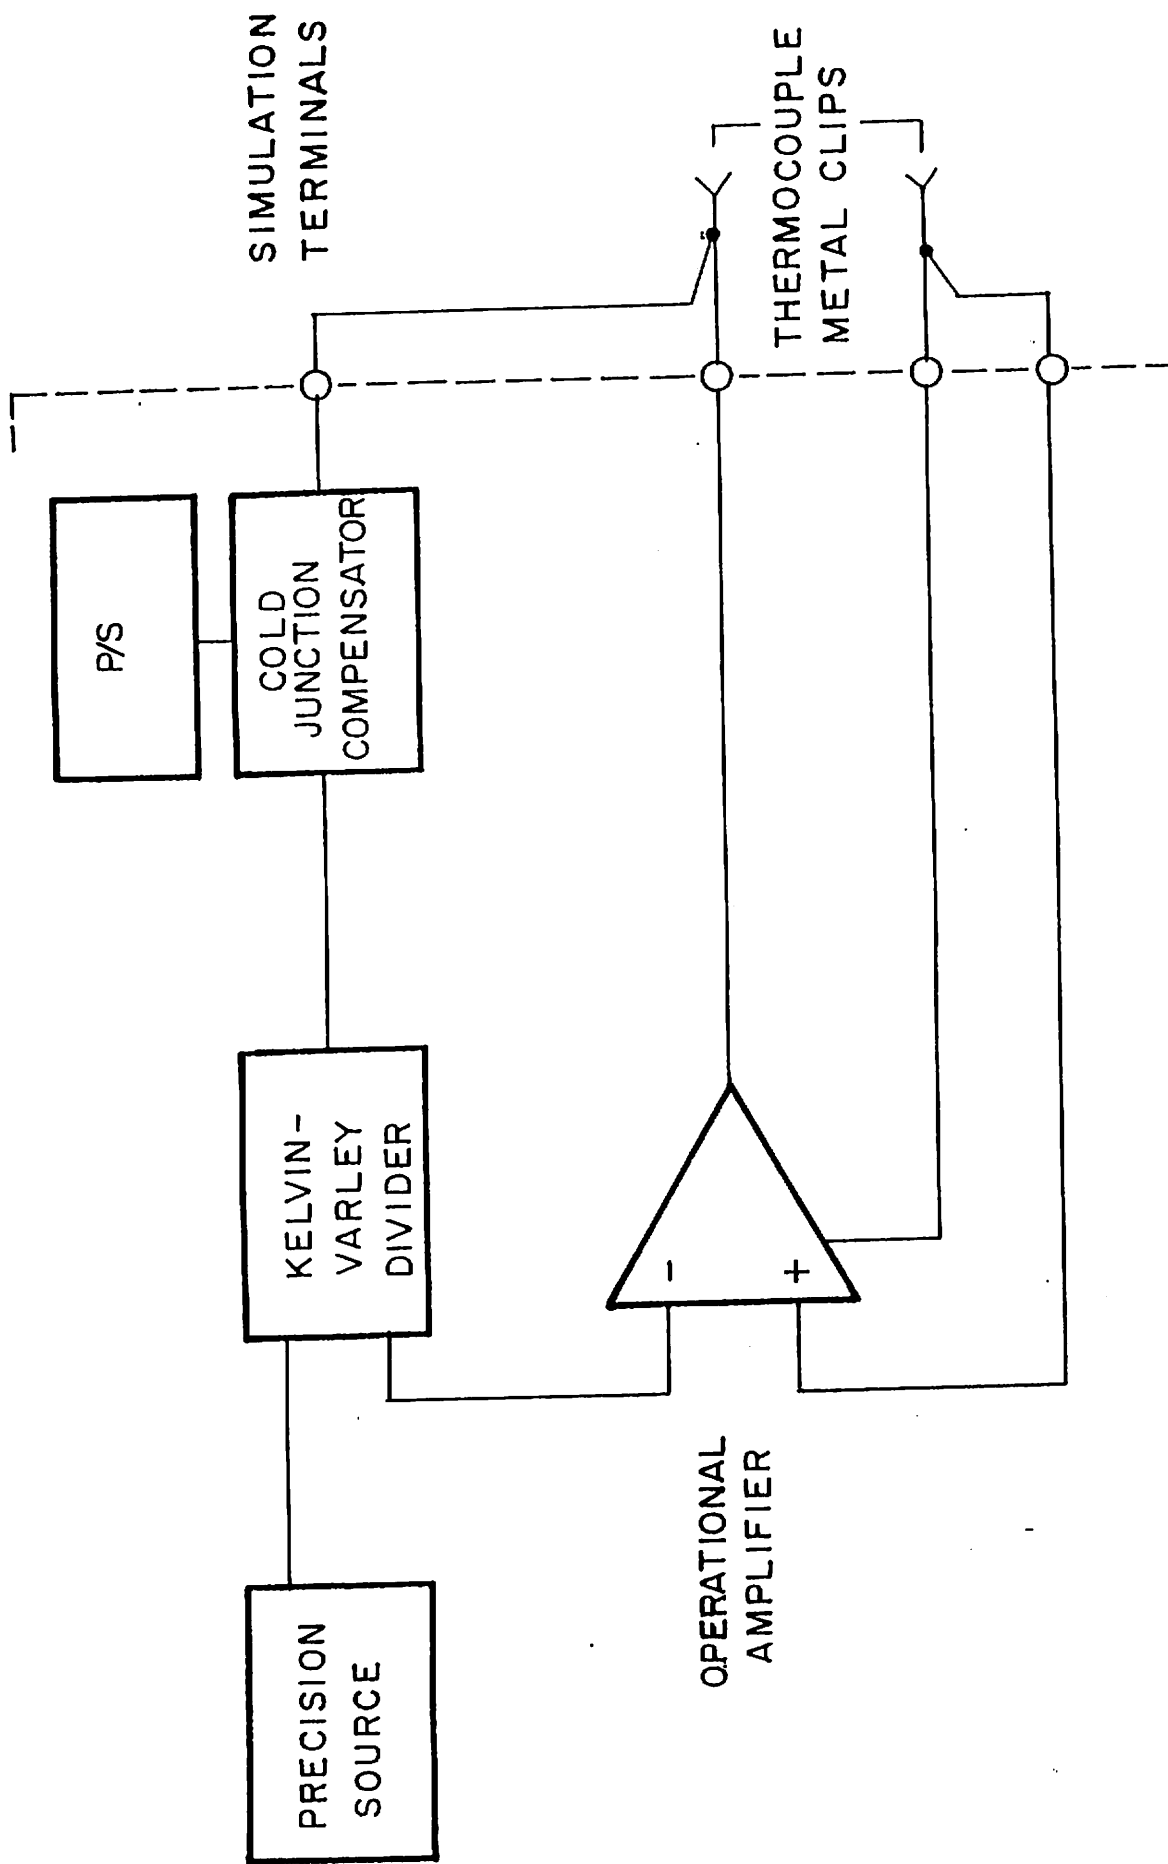 PRECISION
SOURCE
KELVIN-
VARLEY
DIVIDER
P/S
COLD
JUNCTION
COMPENSATOR
SIMULATION
TERMINALS
OPERATIONAL
AMPLIFIER
-
+
THERMOCOUPLE
METAL CLIPS